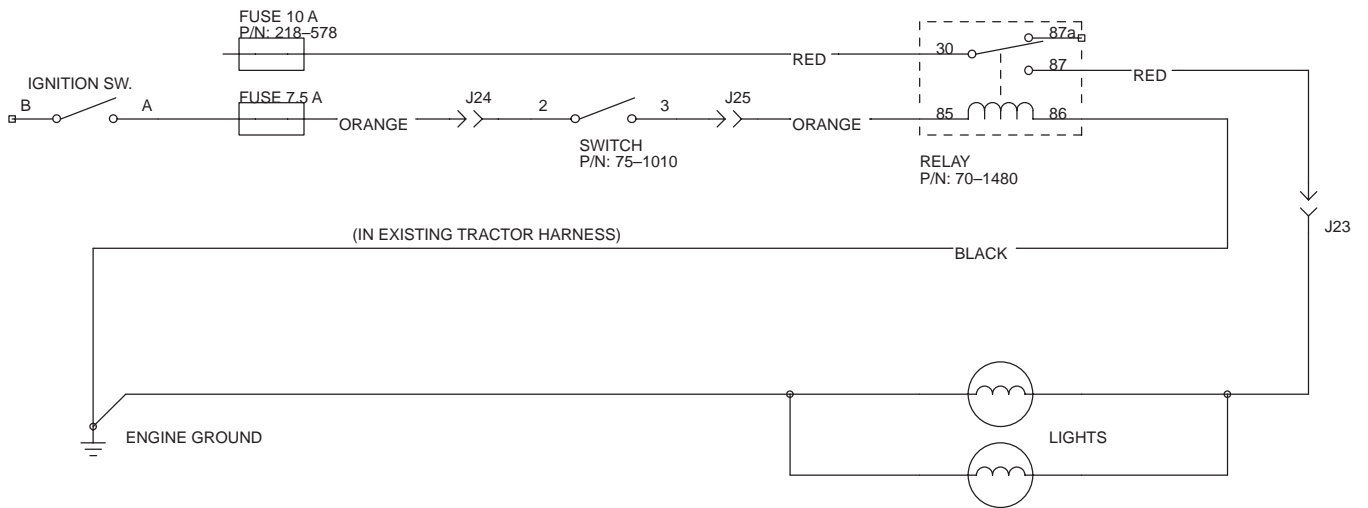 FUSE 10 A
P/N: 218–578
RED
30
87a
87
RED
IGNITION SW.
B
A
FUSE 7.5 A
ORANGE
J24
2
3
J25
ORANGE
85
86
SWITCH
P/N: 75–1010
RELAY
P/N: 70–1480
J23
(IN EXISTING TRACTOR HARNESS)
BLACK
ENGINE GROUND
LIGHTS